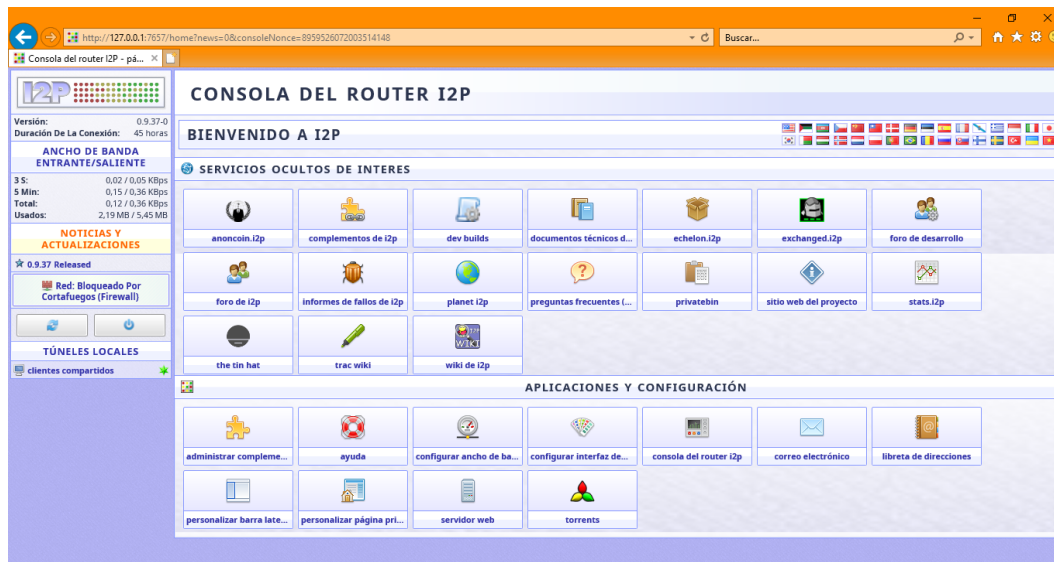 http://127.0.0.1:7657/home?news=0&consoleNonce=8959526072003514148
Buscar...
Consola del router I2P - pá...
I2P
CONSOLA DEL ROUTER I2P
Versión: 0.9.37-0
Duración De La Conexión: 45 horas
BIENVENIDO A I2P
ANCHO DE BANDA
ENTRANTE/SALIENTE
3 S: 0,02 / 0,05 KBps
5 Min: 0,15 / 0,36 KBps
Total: 0,12 / 0,36 KBps
Usados: 2,19 MB / 5,45 MB
NOTICIAS Y
ACTUALIZACIONES
0.9.37 Released
Red: Bloqueado Por
Cortafuegos (Firewall)
TÚNELES LOCALES
clientes compartidos
SERVICIOS OCULTOS DE INTERES
anoncoin.i2p
complementos de i2p
dev builds
documentos técnicos d...
echelon.i2p
exchanged.i2p
foro de desarrollo
foro de i2p
informes de fallos de i2p
planet i2p
preguntas frecuentes (...
privatebin
sitio web del proyecto
stats.i2p
the tin hat
trac wiki
WIKI
wiki de i2p
APLICACIONES Y CONFIGURACIÓN
administrar compleme...
ayuda
configurar ancho de ba...
configurar interfaz de...
consola del router i2p
correo electrónico
libreta de direcciones
personalizar barra late...
personalizar página pri...
servidor web
torrents